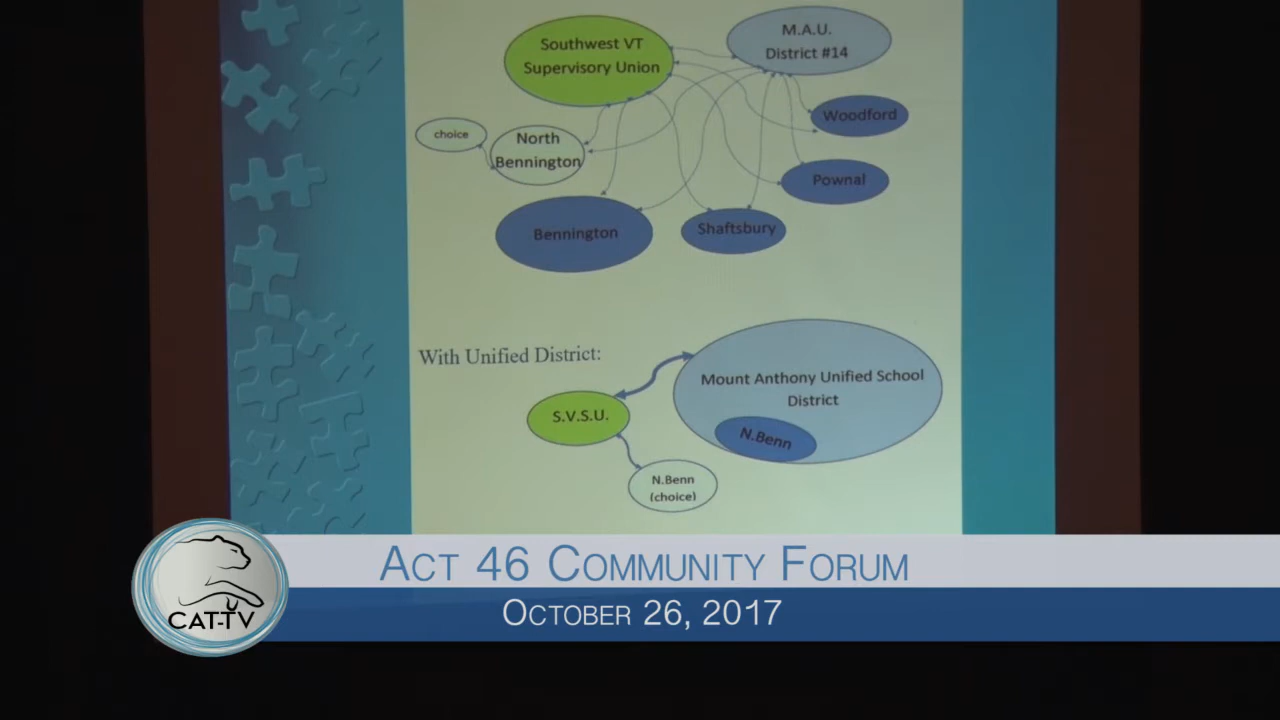 Southwest VT
Supervisory Union
M.A.U.
District #14
choice
North
Bennington
Woodford
Pownal
Bennington
Shaftsbury
With Unified District:
Mount Anthony Unified School
District
S.V.S.U.
N.Benn
N.Benn
(choice)
Act 46 Community Forum
October 26, 2017
CAT-TV